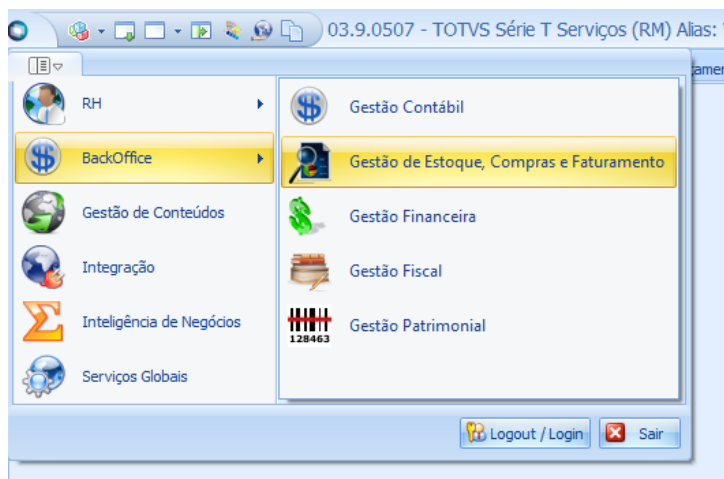 03.9.0507 - TOTVS Série T Serviços (RM) Alias:
RH
BackOffice
Gestão de Conteúdos
Integração
Inteligência de Negócios
Serviços Globais
Gestão Contábil
Gestão de Estoque, Compras e Faturamento
Gestão Financeira
Gestão Fiscal
128463
Gestão Patrimonial
Logout / Login
Sair